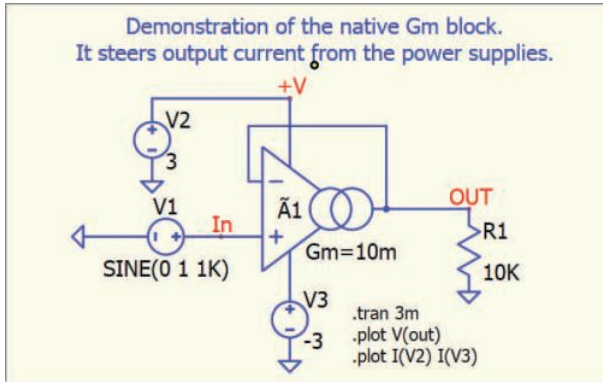 Demonstration of the native Gm block.
It steers output current from the power supplies.
+V
V2
3
V1
In
SINE(0 1 1K)
Ã1
Gm=10m
OUT
R1
10K
V3
-3
.tran 3m
.plot V(out)
.plot I(V2) I(V3)